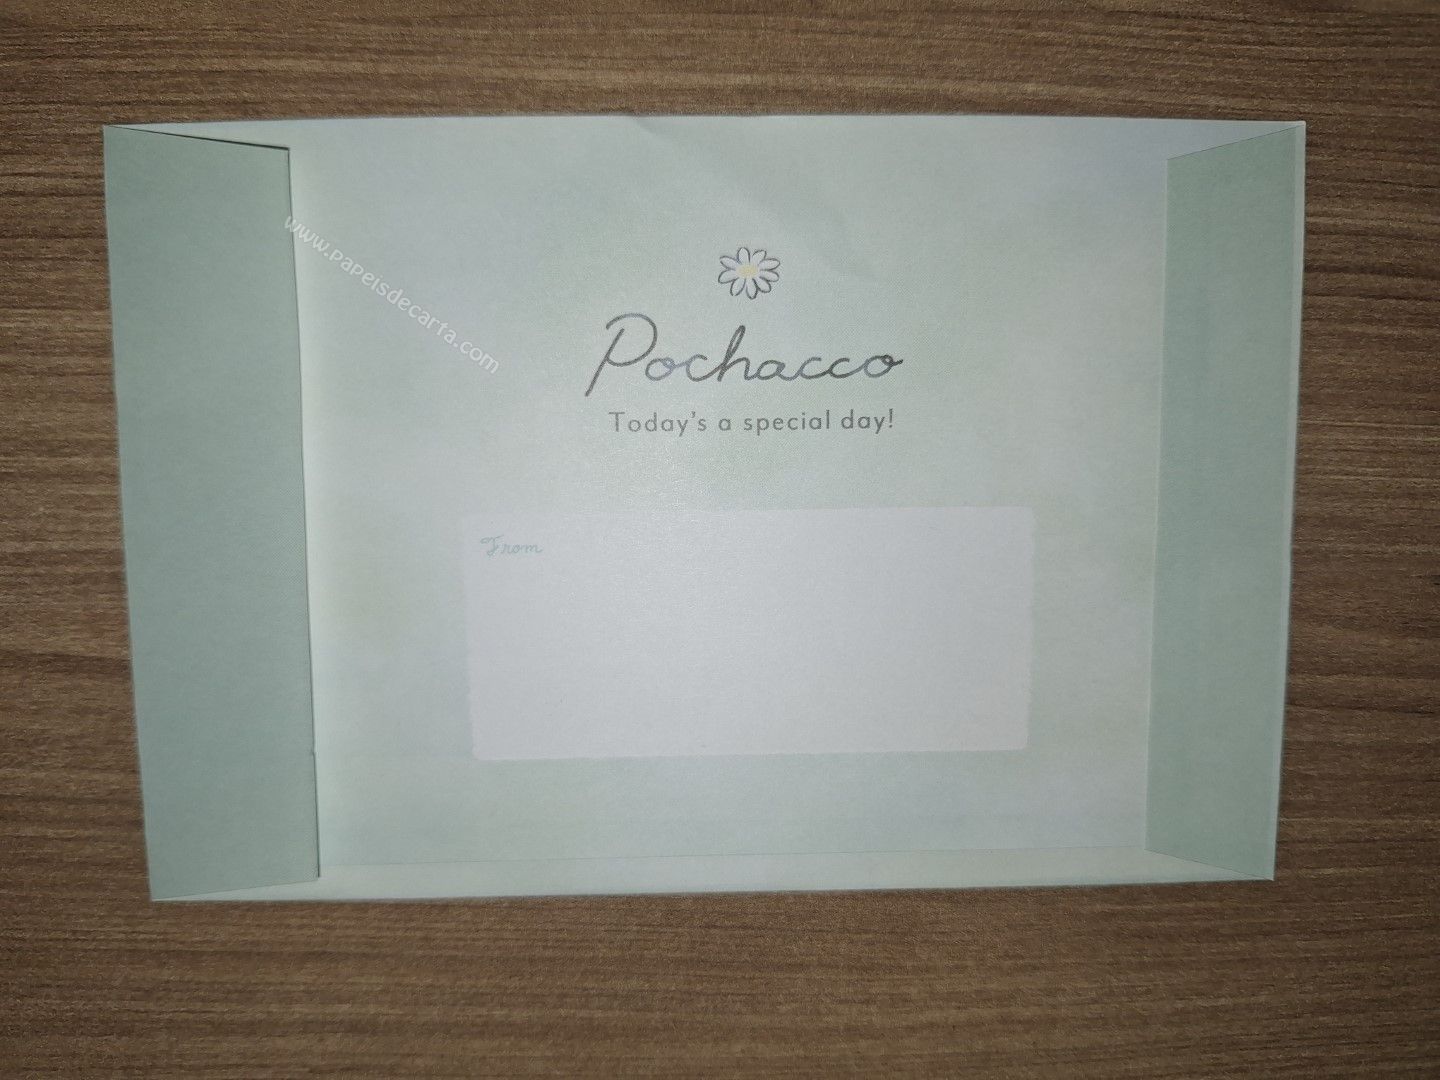 www.papeisdecarta.com
Pochacco
Today's a special day!
From